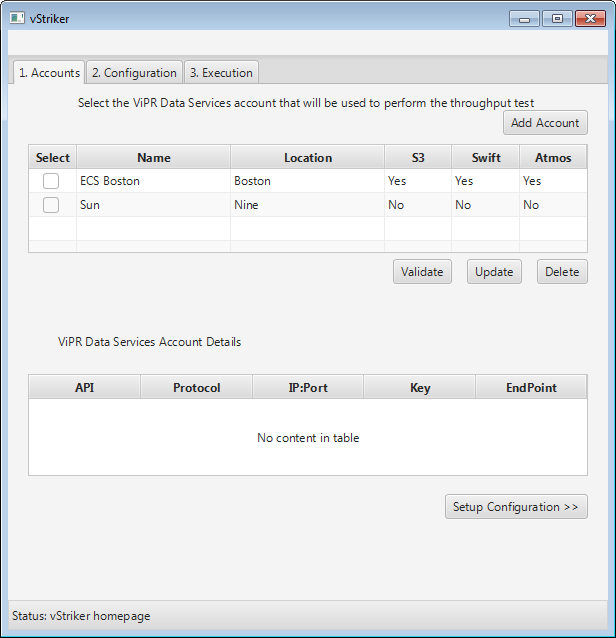 vStriker
1. Accounts 2. Configuration 3. Execution
Select the ViPR Data Services account that will be used to perform the throughput test
Add Account
Select Name Location S3 Swift Atmos
ECS Boston Boston Yes Yes Yes
Sun Nine No No No
Validate Update Delete
ViPR Data Services Account Details
API Protocol IP:Port Key EndPoint
No content in table
Setup Configuration >>
Status: vStriker homepage